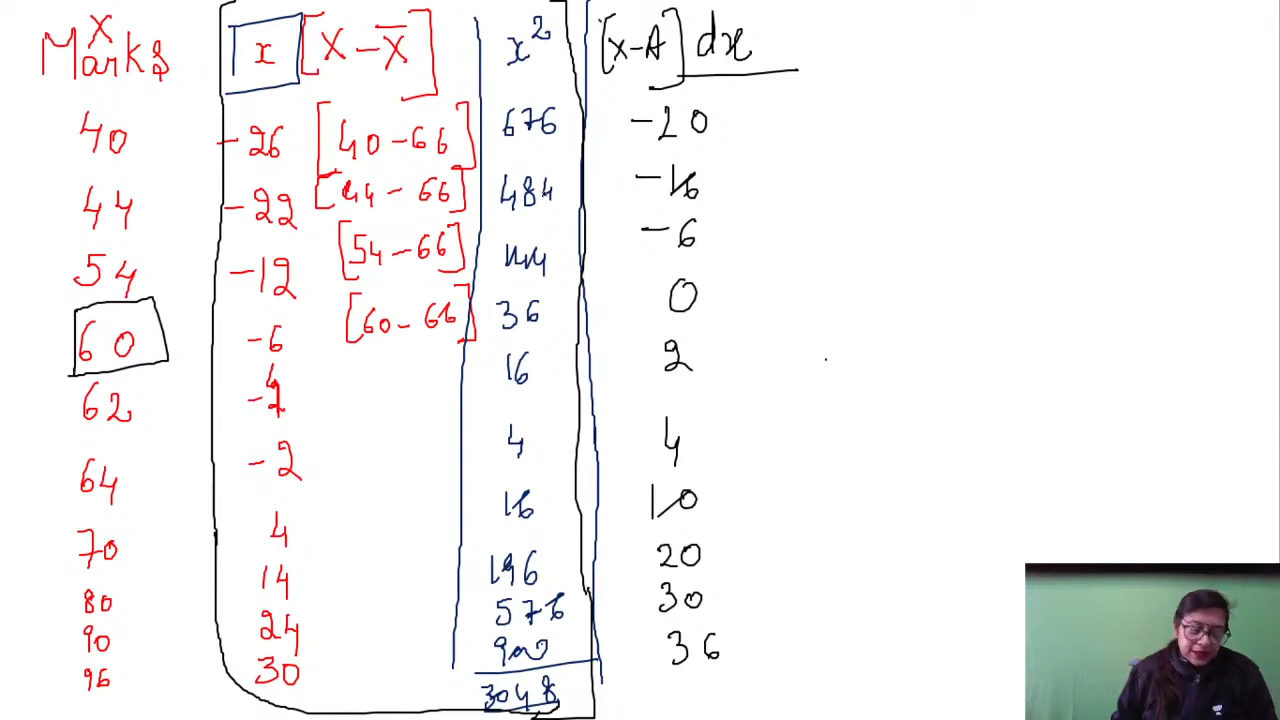 X
Marks x [X-X̅] x² [x-A] dx
40 -26 [40-66] 676 -20
44 -22 [44-66] 484 -16
54 -12 [54-66] 144 -6
60 -6 [60-66] 36 0
62 -4 16 2
64 -2 4 4
70 4 16 10
80 14 196 20
90 24 576 30
96 30 900 36
3048